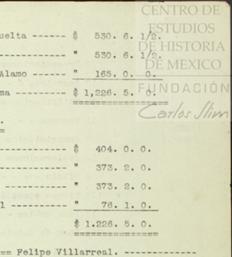 CENTRO DE
ESTUDIOS
DE HISTORIA
DE MEXICO
FUNDACIÓN
Carlos Slim
uelta ------ $ 530. 6. 1/2.
------------ " 530. 6. 1/2.
Alamo ------ " 165. 0. 0.
ma --------- $ 1,226. 5. 0.
=============
=
------------ $ 404. 0. 0.
------------ " 373. 2. 0.
------------ " 373. 2. 0.
l ---------- " 76. 1. 0.
$ 1.226. 5. 0.
=============
== Felipe Villarreal. ------------